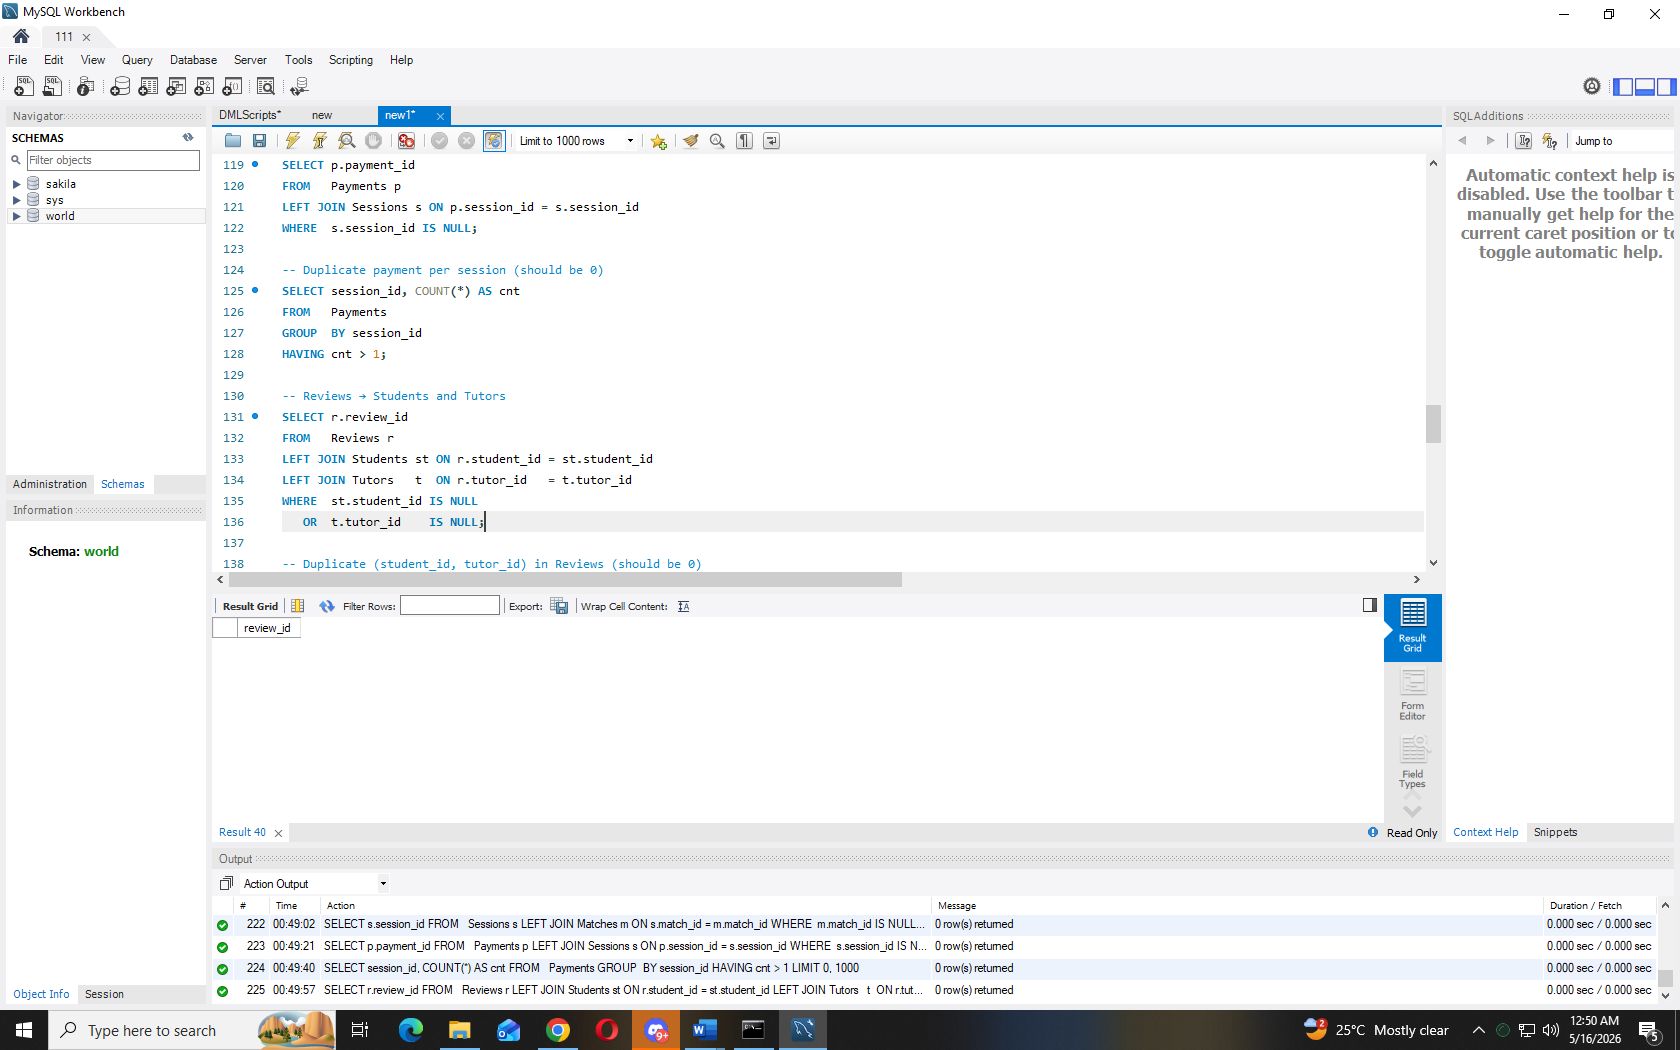 MySQL Workbench
111
File Edit View Query Database Server Tools Scripting Help
Navigator
SCHEMAS
Filter objects
sakila
sys
world
Administration Schemas
Information
Schema: world
Object Info Session
DMLScripts* new new1*
Limit to 1000 rows
119 SELECT p.payment_id
120 FROM   Payments p
121 LEFT JOIN Sessions s ON p.session_id = s.session_id
122 WHERE  s.session_id IS NULL;
123
124 -- Duplicate payment per session (should be 0)
125 SELECT session_id, COUNT(*) AS cnt
126 FROM   Payments
127 GROUP  BY session_id
128 HAVING cnt > 1;
129
130 -- Reviews → Students and Tutors
131 SELECT r.review_id
132 FROM   Reviews r
133 LEFT JOIN Students st ON r.student_id = st.student_id
134 LEFT JOIN Tutors   t  ON r.tutor_id   = t.tutor_id
135 WHERE  st.student_id IS NULL
136    OR  t.tutor_id    IS NULL;
137
138 -- Duplicate (student_id, tutor_id) in Reviews (should be 0)
Result Grid Filter Rows: Export: Wrap Cell Content:
review_id
Result Grid
Form Editor
Field Types
Result 40
Read Only
SQLAdditions
Jump to
Automatic context help is
disabled. Use the toolbar t
manually get help for the
current caret position or to
toggle automatic help.
Context Help Snippets
Output
Action Output
# Time Action Message Duration / Fetch
222 00:49:02 SELECT s.session_id FROM   Sessions s LEFT JOIN Matches m ON s.match_id = m.match_id WHERE  m.match_id IS NULL... 0 row(s) returned 0.000 sec / 0.000 sec
223 00:49:21 SELECT p.payment_id FROM   Payments p LEFT JOIN Sessions s ON p.session_id = s.session_id WHERE  s.session_id IS N... 0 row(s) returned 0.000 sec / 0.000 sec
224 00:49:40 SELECT session_id, COUNT(*) AS cnt FROM   Payments GROUP  BY session_id HAVING cnt > 1 LIMIT 0, 1000 0 row(s) returned 0.000 sec / 0.000 sec
225 00:49:57 SELECT r.review_id FROM   Reviews r LEFT JOIN Students st ON r.student_id = st.student_id LEFT JOIN Tutors   t  ON r.tut... 0 row(s) returned 0.000 sec / 0.000 sec
Type here to search
9+
2
25°C Mostly clear
12:50 AM
5/16/2026
5